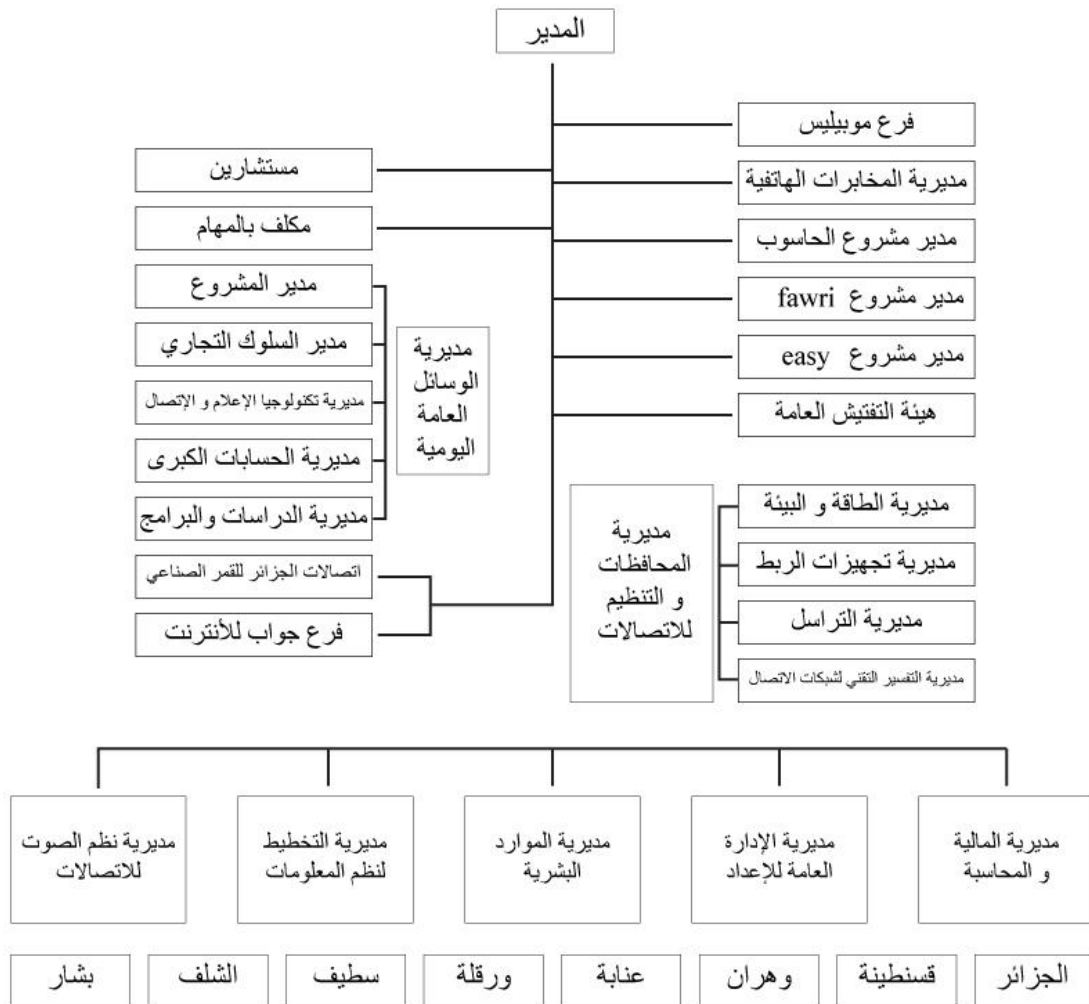 المدير
فرع موبيليس
مديرية المخابرات الهاتفية
مدير مشروع الحاسوب
مدير مشروع fawri
مدير مشروع easy
هيئة التفتيش العامة
مستشارين
مكلف بالمهام
مدير المشروع
مدير السلوك التجاري
مديرية تكنولوجيا الإعلام و الإتصال
مديرية الحسابات الكبرى
مديرية الدراسات والبرامج
مديرية
الوسائل
العامة
اليومية
اتصالات الجزائر للقمر الصناعي
فرع جواب للأنترنت
مديرية الطاقة و البيئة
مديرية تجهيزات الربط
مديرية التراسل
مديرية التفسير التقني لشبكات الاتصال
مديرية
المحافظات
و التنظيم
للاتصالات
مديرية المالية
و المحاسبة
مديرية الإدارة
العامة للإعداد
مديرية الموارد
البشرية
مديرية التخطيط
لنظم المعلومات
مديرية نظم الصوت
للاتصالات
الجزائر
قسنطينة
وهران
عنابة
ورقلة
سطيف
الشلف
بشار